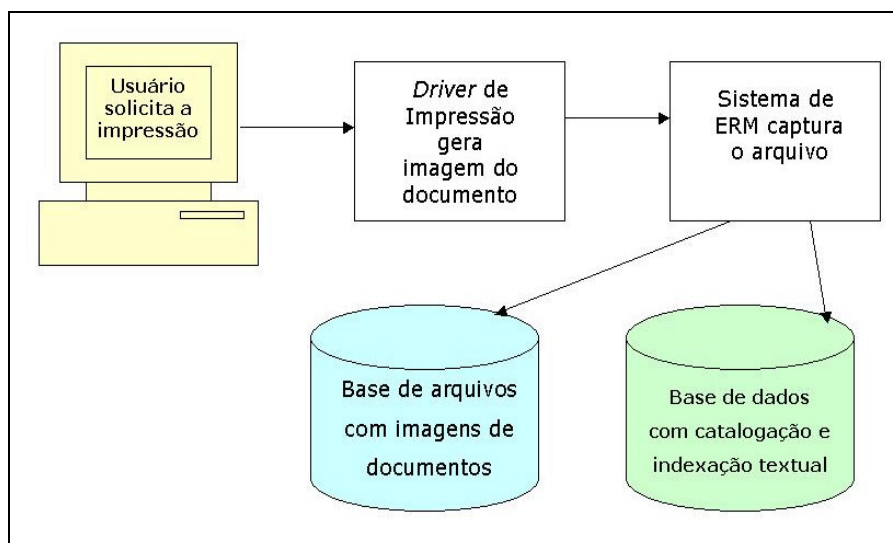 Usuário
solicita a
impressão
Driver de
Impressão
gera
imagem do
documento
Sistema de
ERM captura
o arquivo
Base de arquivos
com imagens de
documentos
Base de dados
com catalogação e
indexação textual